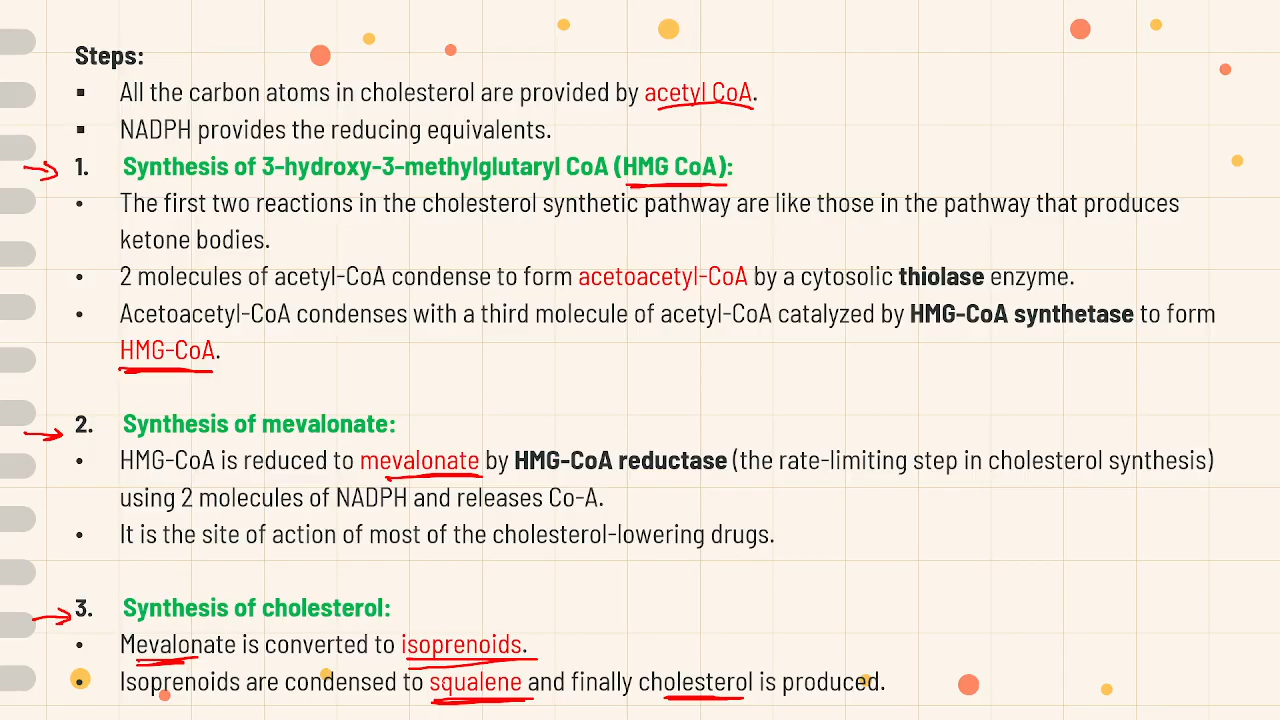 Steps:
▪ All the carbon atoms in cholesterol are provided by acetyl CoA.
▪ NADPH provides the reducing equivalents.
1. Synthesis of 3-hydroxy-3-methylglutaryl CoA (HMG CoA):
• The first two reactions in the cholesterol synthetic pathway are like those in the pathway that produces
ketone bodies.
• 2 molecules of acetyl-CoA condense to form acetoacetyl-CoA by a cytosolic thiolase enzyme.
• Acetoacetyl-CoA condenses with a third molecule of acetyl-CoA catalyzed by HMG-CoA synthetase to form
HMG-CoA.
2. Synthesis of mevalonate:
• HMG-CoA is reduced to mevalonate by HMG-CoA reductase (the rate-limiting step in cholesterol synthesis)
using 2 molecules of NADPH and releases Co-A.
• It is the site of action of most of the cholesterol-lowering drugs.
3. Synthesis of cholesterol:
• Mevalonate is converted to isoprenoids.
• Isoprenoids are condensed to squalene and finally cholesterol is produced.